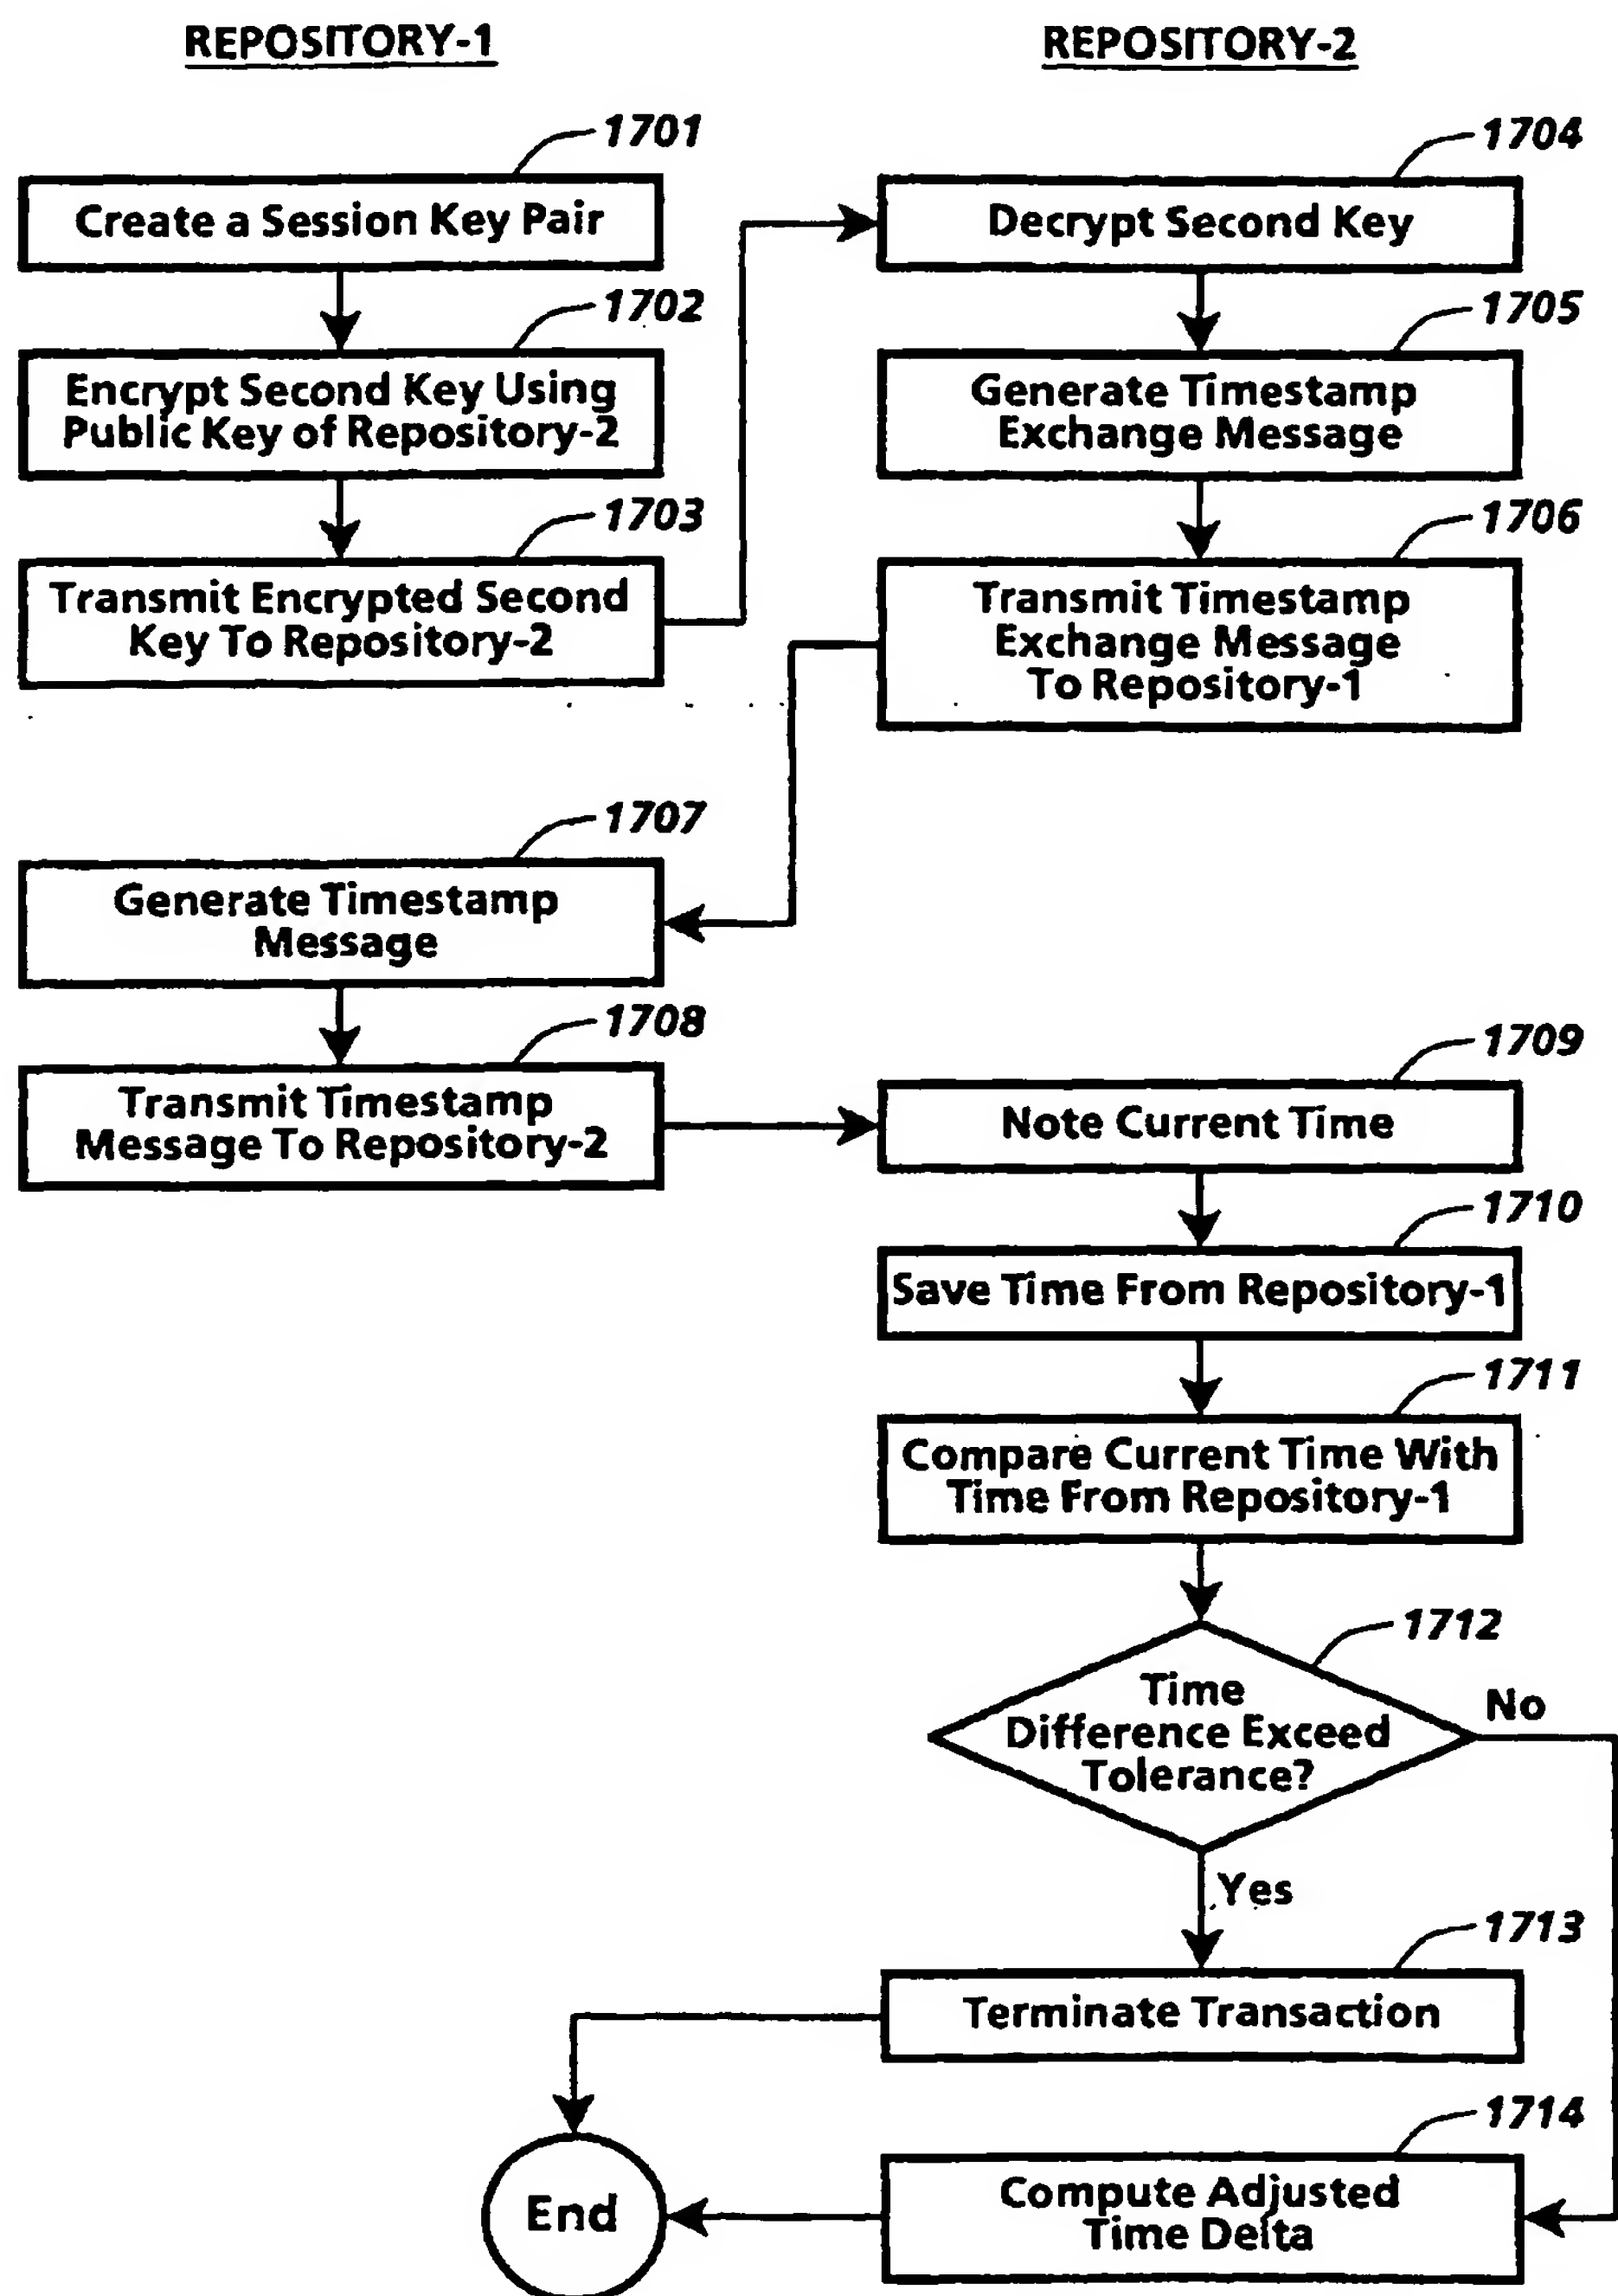 REPOSITORY-1
REPOSITORY-2
1701
Create a Session Key Pair
1702
Encrypt Second Key Using
Public Key of Repository-2
1703
Transmit Encrypted Second
Key To Repository-2
1704
Decrypt Second Key
1705
Generate Timestamp
Exchange Message
1706
Transmit Timestamp
Exchange Message
To Repository-1
1707
Generate Timestamp
Message
1708
Transmit Timestamp
Message To Repository-2
1709
Note Current Time
1710
Save Time From Repository-1
1711
Compare Current Time With
Time From Repository-1
1712
Time
Difference Exceed
Tolerance?
No
Yes
1713
Terminate Transaction
1714
Compute Adjusted
Time Delta
End